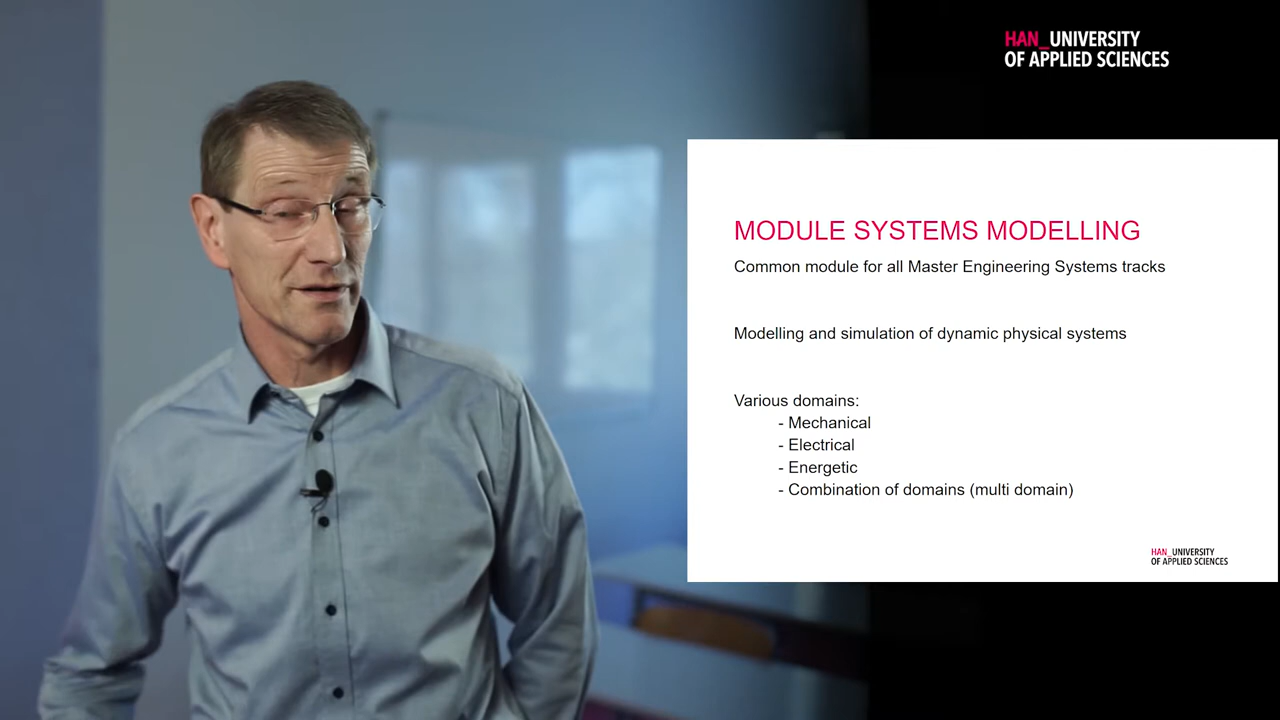 HAN_UNIVERSITY
OF APPLIED SCIENCES
MODULE SYSTEMS MODELLING
Common module for all Master Engineering Systems tracks
Modelling and simulation of dynamic physical systems
Various domains:
- Mechanical
- Electrical
- Energetic
- Combination of domains (multi domain)
HAN_UNIVERSITY
OF APPLIED SCIENCES